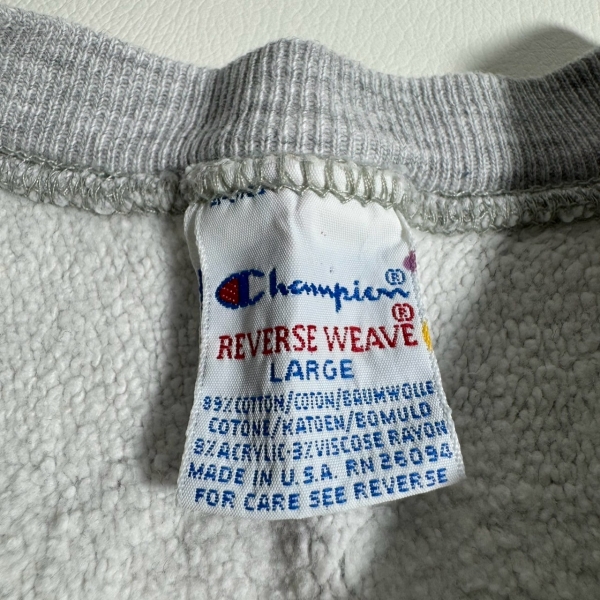 Champion®
REVERSE WEAVE®
LARGE
89% COTTON/COTON/BAUMWOLLE
COTONE/KATOEN/BOMULD
8% ACRYLIC-3% VISCOSE RAYON
MADE IN U.S.A. RN 26094
FOR CARE SEE REVERSE